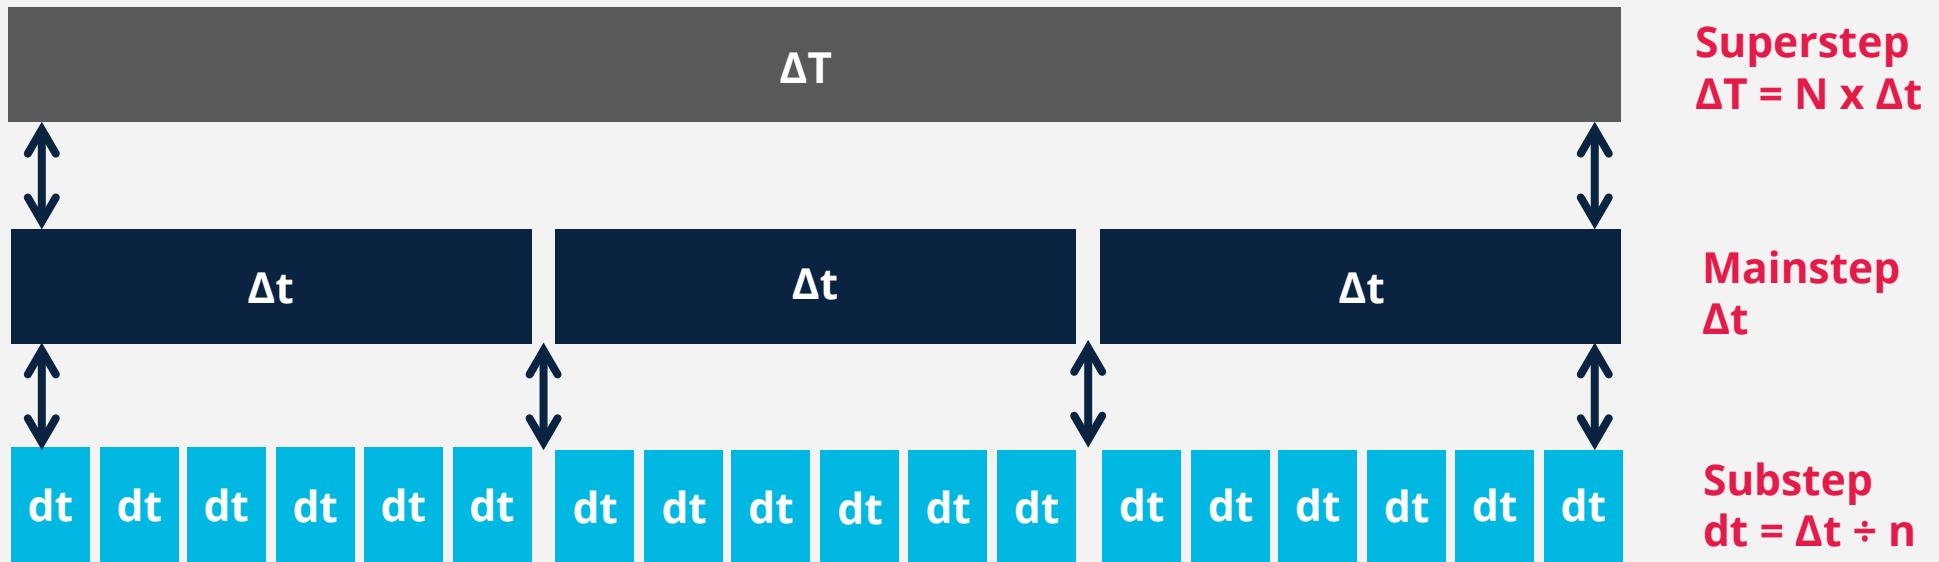 ΔT
Superstep
ΔT = N x Δt
Δt Δt Δt
Mainstep
Δt
dt dt dt dt dt dt dt dt dt dt dt dt dt dt dt dt dt dt
Substep
dt = Δt ÷ n